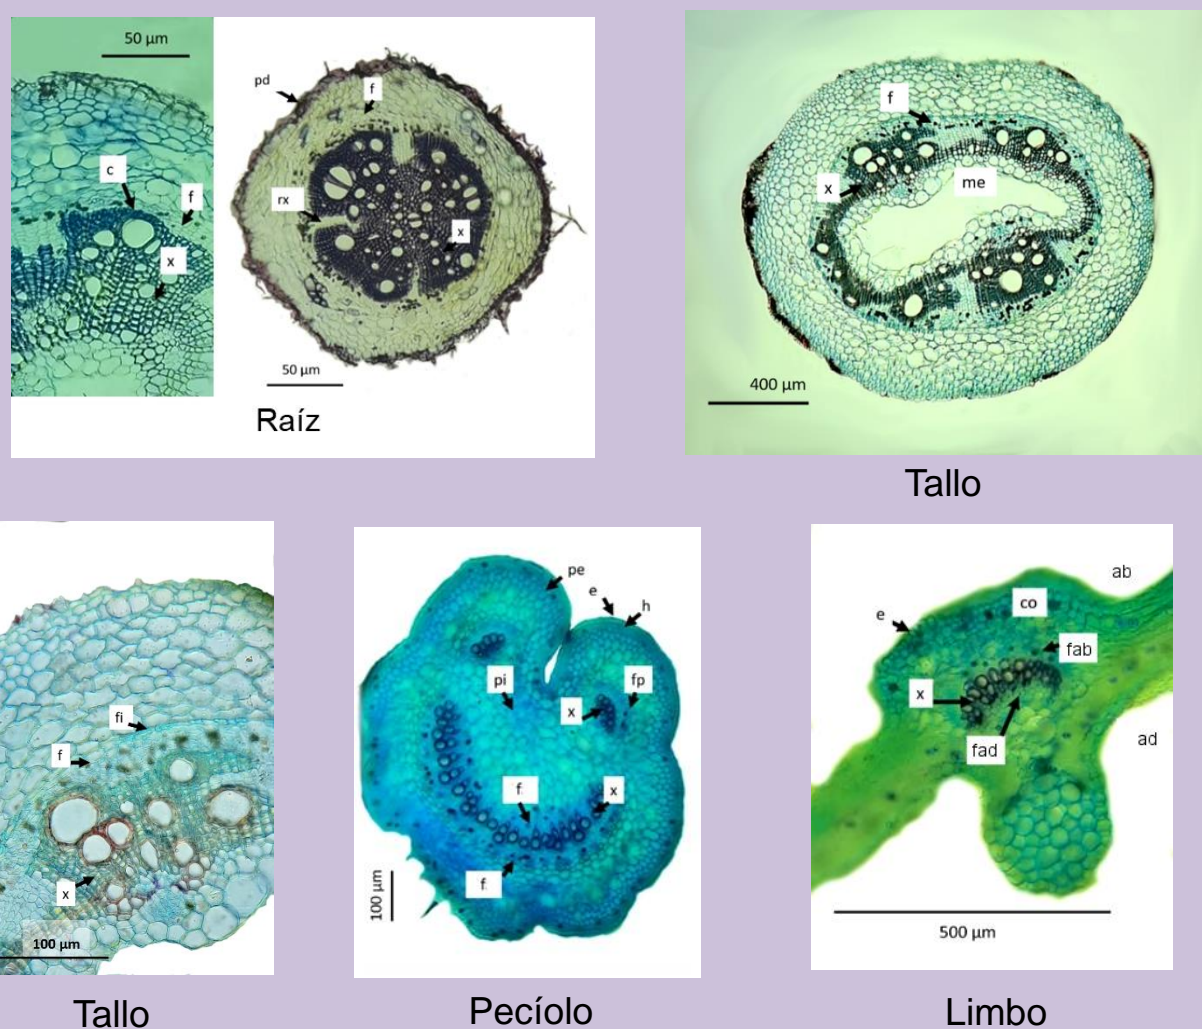 50 µm
c
f
x
pd
f
rx
x
50 µm
Raíz
f
x
me
400 µm
Tallo
fi
f
x
100 µm
Tallo
pe
e
h
pi
x
fp
f
x
f
100 µm
Pecíolo
ab
co
e
fab
x
fad
ad
500 µm
Limbo